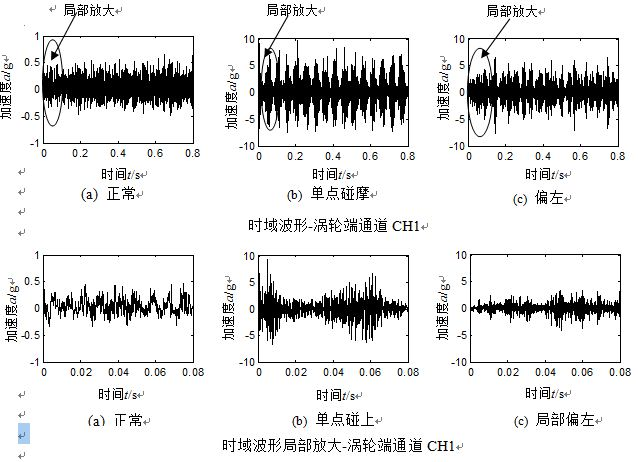 局部放大 局部放大 局部放大
1 10 10
0.5 5 5
0 0 0
-0.5 -5 -5
-1 -10 -10
加速度a/g 加速度a/g 加速度a/g
0 0.2 0.4 0.6 0.8 0 0.2 0.4 0.6 0.8 0 0.2 0.4 0.6 0.8
时间t/s 时间t/s 时间t/s
(a) 正常 (b) 单点碰摩 (c) 偏左
时域波形-涡轮端通道 CH1
1 10 10
0.5 5 5
0 0 0
-0.5 -5 -5
-1 -10 -10
加速度a/g 加速度a/g 加速度a/g
0 0.02 0.04 0.06 0.08 0 0.02 0.04 0.06 0.08 0 0.02 0.04 0.06 0.08
时间t/s 时间t/s 时间t/s
(a) 正常 (b) 单点碰上 (c) 局部偏左
时域波形局部放大-涡轮端通道 CH1